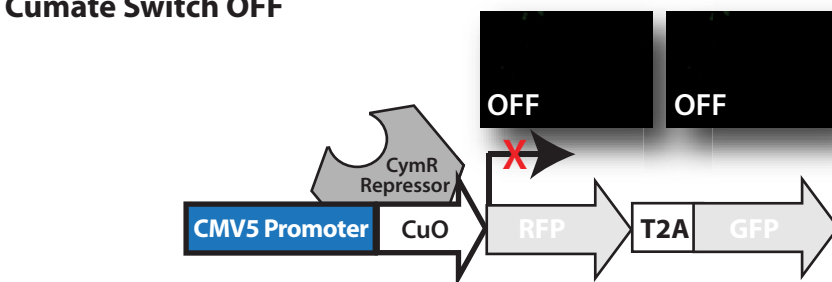 Cumate Switch OFF
OFF
OFF
X
CymR
Repressor
CMV5 Promoter
CuO
RFP
T2A
GFP